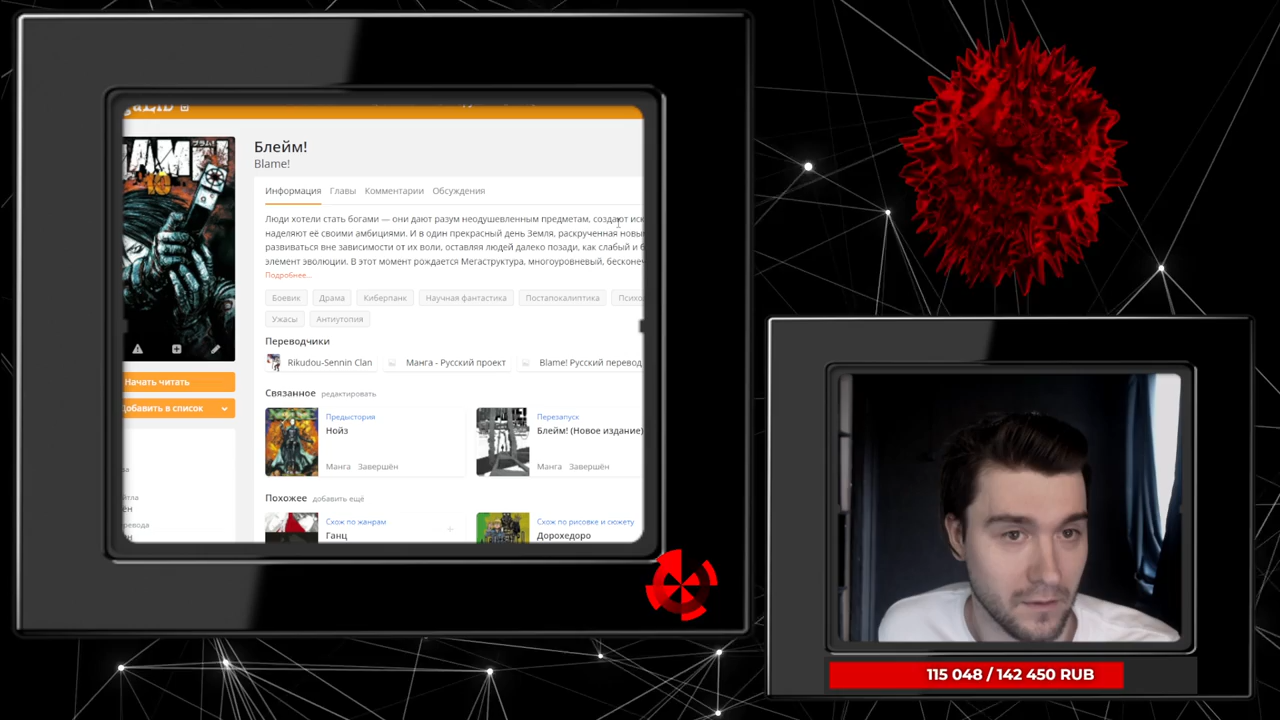 Блейм!
Blame!
Информация Главы Комментарии Обсуждения
Люди хотели стать богами — они дают разум неодушевленным предметам, создают
наделяют её своими амбициями. И в один прекрасный день Земля, раскрученная
развиваться вне зависимости от их воли, оставляя людей далеко позади, как слабый и
элемент эволюции. В этот момент рождается Мегаструктура, многоуровневый,
Подробнее...
Боевик Драма Киберпанк Научная фантастика Постапокалиптика
Ужасы Антиутопия
10
Переводчики
Rikudou-Sennin Clan Манга - Русский проект Blame! Русский перевод
Начать читать
Добавить в список
Связанное редактировать
Предыстория
Нойз
Манга Завершён
Перезапуск
Блейм! (Новое издание)
Манга Завершён
Похожее добавить ещё
Схож по жанрам
Ганц
Схож по рисовке и сюжету
Дорохедоро
115 048 / 142 450 RUB